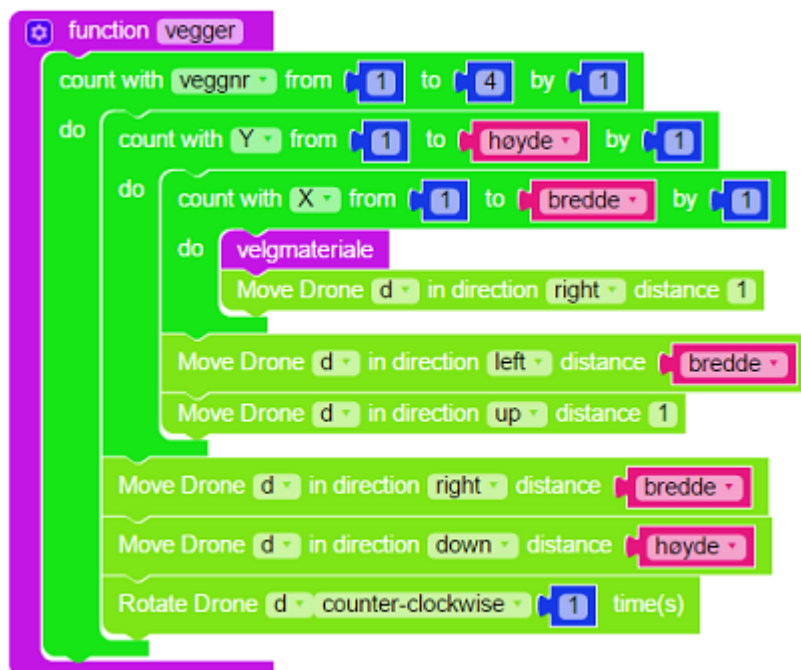 function vegger
count with veggnr from 1 to 4 by 1
do count with Y from 1 to høyde by 1
do count with X from 1 to bredde by 1
do velgmateriale
Move Drone d in direction right distance 1
Move Drone d in direction left distance bredde
Move Drone d in direction up distance 1
Move Drone d in direction right distance bredde
Move Drone d in direction down distance høyde
Rotate Drone d counter-clockwise 1 time(s)